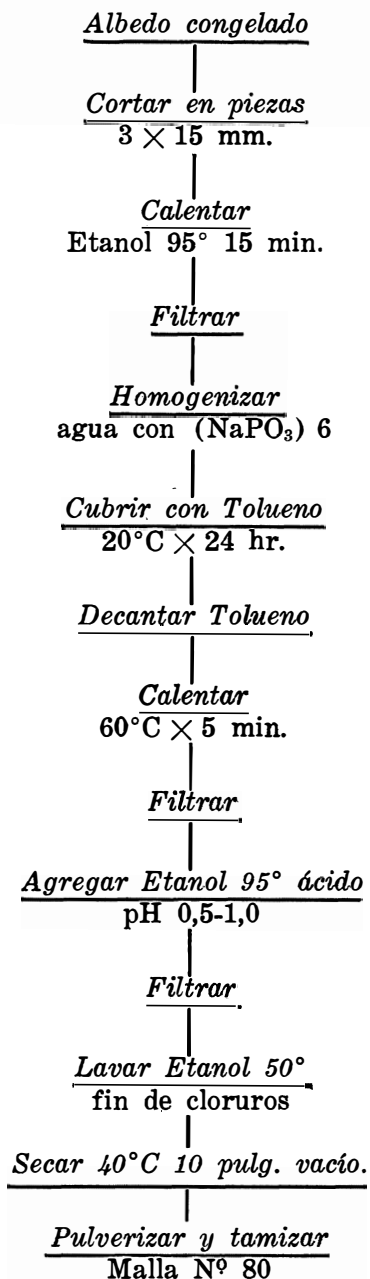 Albedo congelado
Cortar en piezas
3 × 15 mm.
Calentar
Etanol 95° 15 min.
Filtrar
Homogenizar
agua con (NaPO₃) 6
Cubrir con Tolueno
20°C × 24 hr.
Decantar Tolueno
Calentar
60°C × 5 min.
Filtrar
Agregar Etanol 95° ácido
pH 0,5-1,0
Filtrar
Lavar Etanol 50°
fin de cloruros
Secar 40°C 10 pulg. vacío.
Pulverizar y tamizar
Malla Nº 80